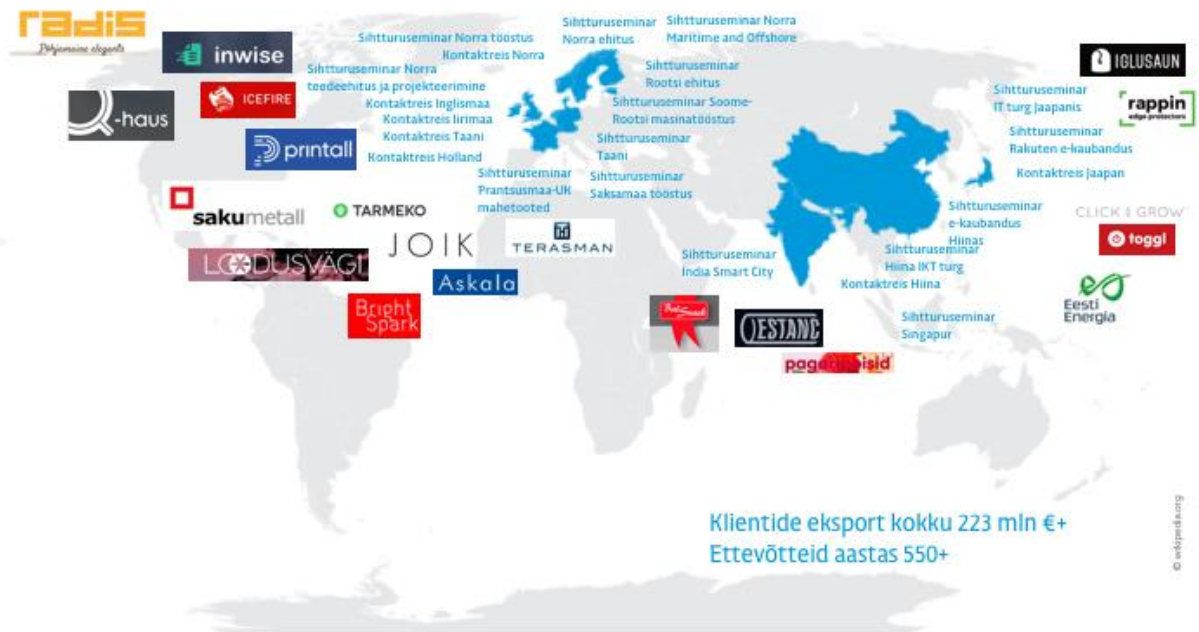 radis
Põhjamaine elegants
inwise
ICEFIRE
Q-haus
printall
sakumetall
TARMEKO
JOIK
TERASMAN
LOODUSVÄGI
Askala
Bright
Spark
Sihtturuseminar Norra tööstus
Kontaktreis Norra
Sihtturuseminar Norra
teedeehitus ja projekteerimine
Kontaktreis Inglismaa
Kontaktreis Iirimaa
Kontaktreis Taani
Kontaktreis Holland
Sihtturuseminar
Norra ehitus
Sihtturuseminar Norra
Maritime and Offshore
Sihtturuseminar
Rootsi ehitus
Sihtturuseminar Soome-
Rootsi masinatööstus
Sihtturuseminar
Taani
Sihtturuseminar
Prantsusmaa-UK
mahetooted
Sihtturuseminar
Saksamaa tööstus
IGLUSAUN
rappin
edge protectors
Sihtturuseminar
IT turg Jaapanis
Sihtturuseminar
Rakuten e-kaubandus
Kontaktreis Jaapan
Sihtturuseminar
e-kaubandus
Hiinas
Sihtturuseminar
Hiina IKT turg
Kontaktreis Hiina
Sihtturuseminar
India Smart City
Sihtturuseminar
Singapur
CLICK & GROW
toggl
Eesti
Energia
ESTANC
pagaripoisid
Klientide eksport kokku 223 mln €+
Ettevõtteid aastas 550+
© wikipedia.org